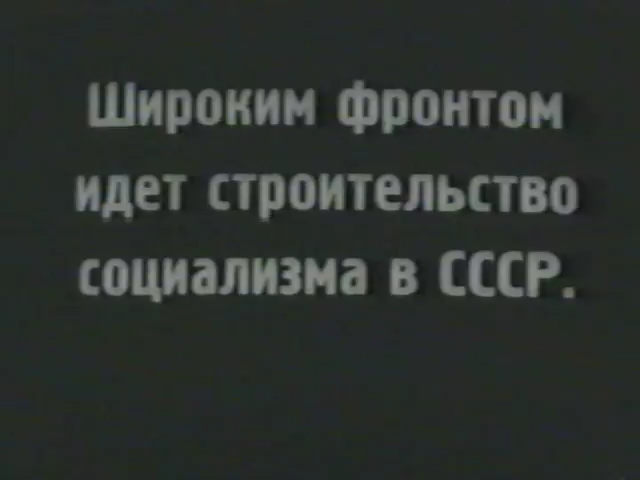 Широким фронтом
идет строительство
социализма в СССР.